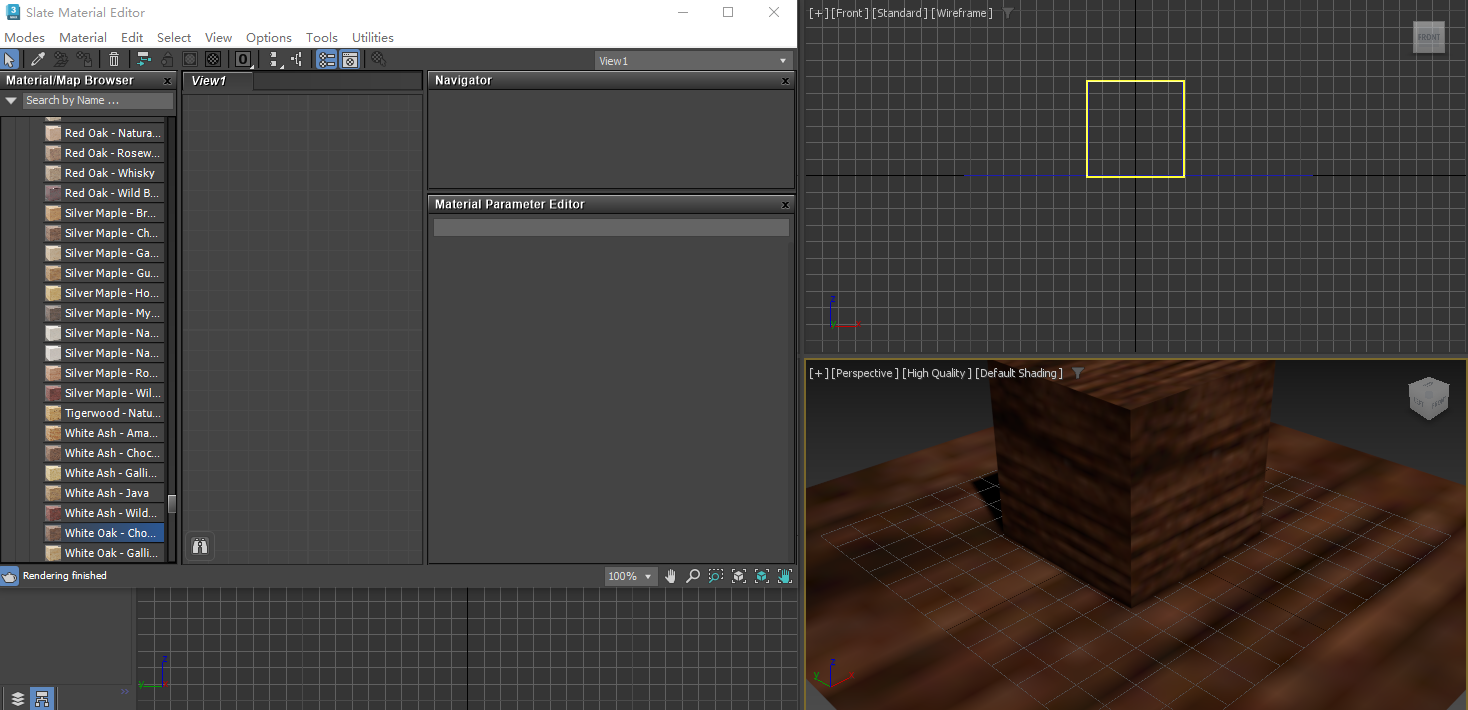 Slate Material Editor
Modes Material Edit Select View Options Tools Utilities
View1
Material/Map Browser
Search by Name ...
Red Oak - Natura...
Red Oak - Rosew...
Red Oak - Whisky
Red Oak - Wild B...
Silver Maple - Br...
Silver Maple - Ch...
Silver Maple - Ga...
Silver Maple - Gu...
Silver Maple - Ho...
Silver Maple - My...
Silver Maple - Na...
Silver Maple - Na...
Silver Maple - Ro...
Silver Maple - Wil...
Tigerwood - Natu...
White Ash - Ama...
White Ash - Choc...
White Ash - Galli...
White Ash - Java
White Ash - Wild...
White Oak - Cho...
White Oak - Galli...
View1
Navigator
Material Parameter Editor
Rendering finished
100%
z
y
[+] [Front] [Standard] [Wireframe]
FRONT
z
y
[+] [Perspective] [High Quality] [Default Shading]
FRONT
z
y
x